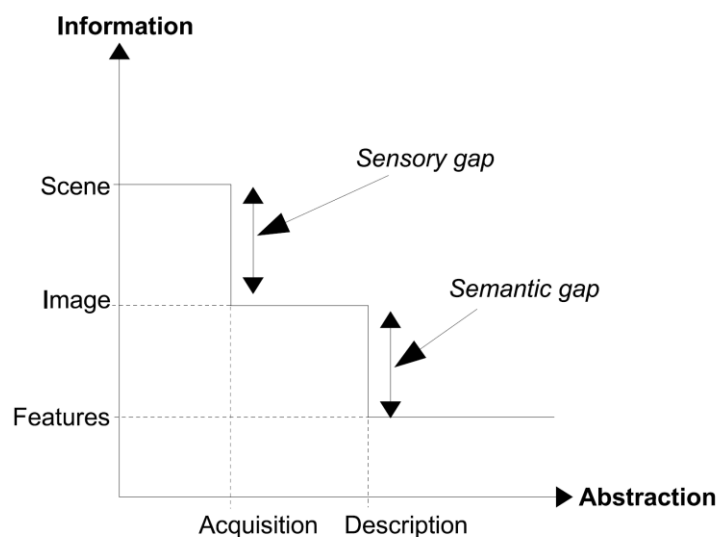 Information
Sensory gap
Scene
Semantic gap
Image
Features
Abstraction
Acquisition
Description